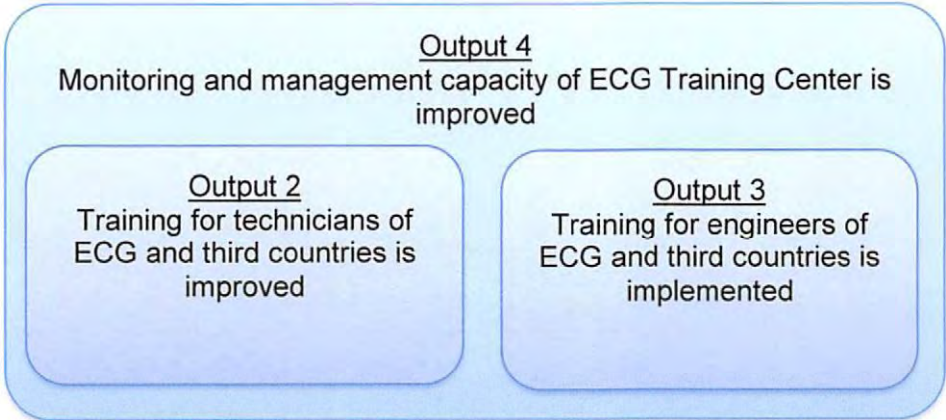 Output 4
Monitoring and management capacity of ECG Training Center is
improved
Output 2
Training for technicians of
ECG and third countries is
improved
Output 3
Training for engineers of
ECG and third countries is
implemented